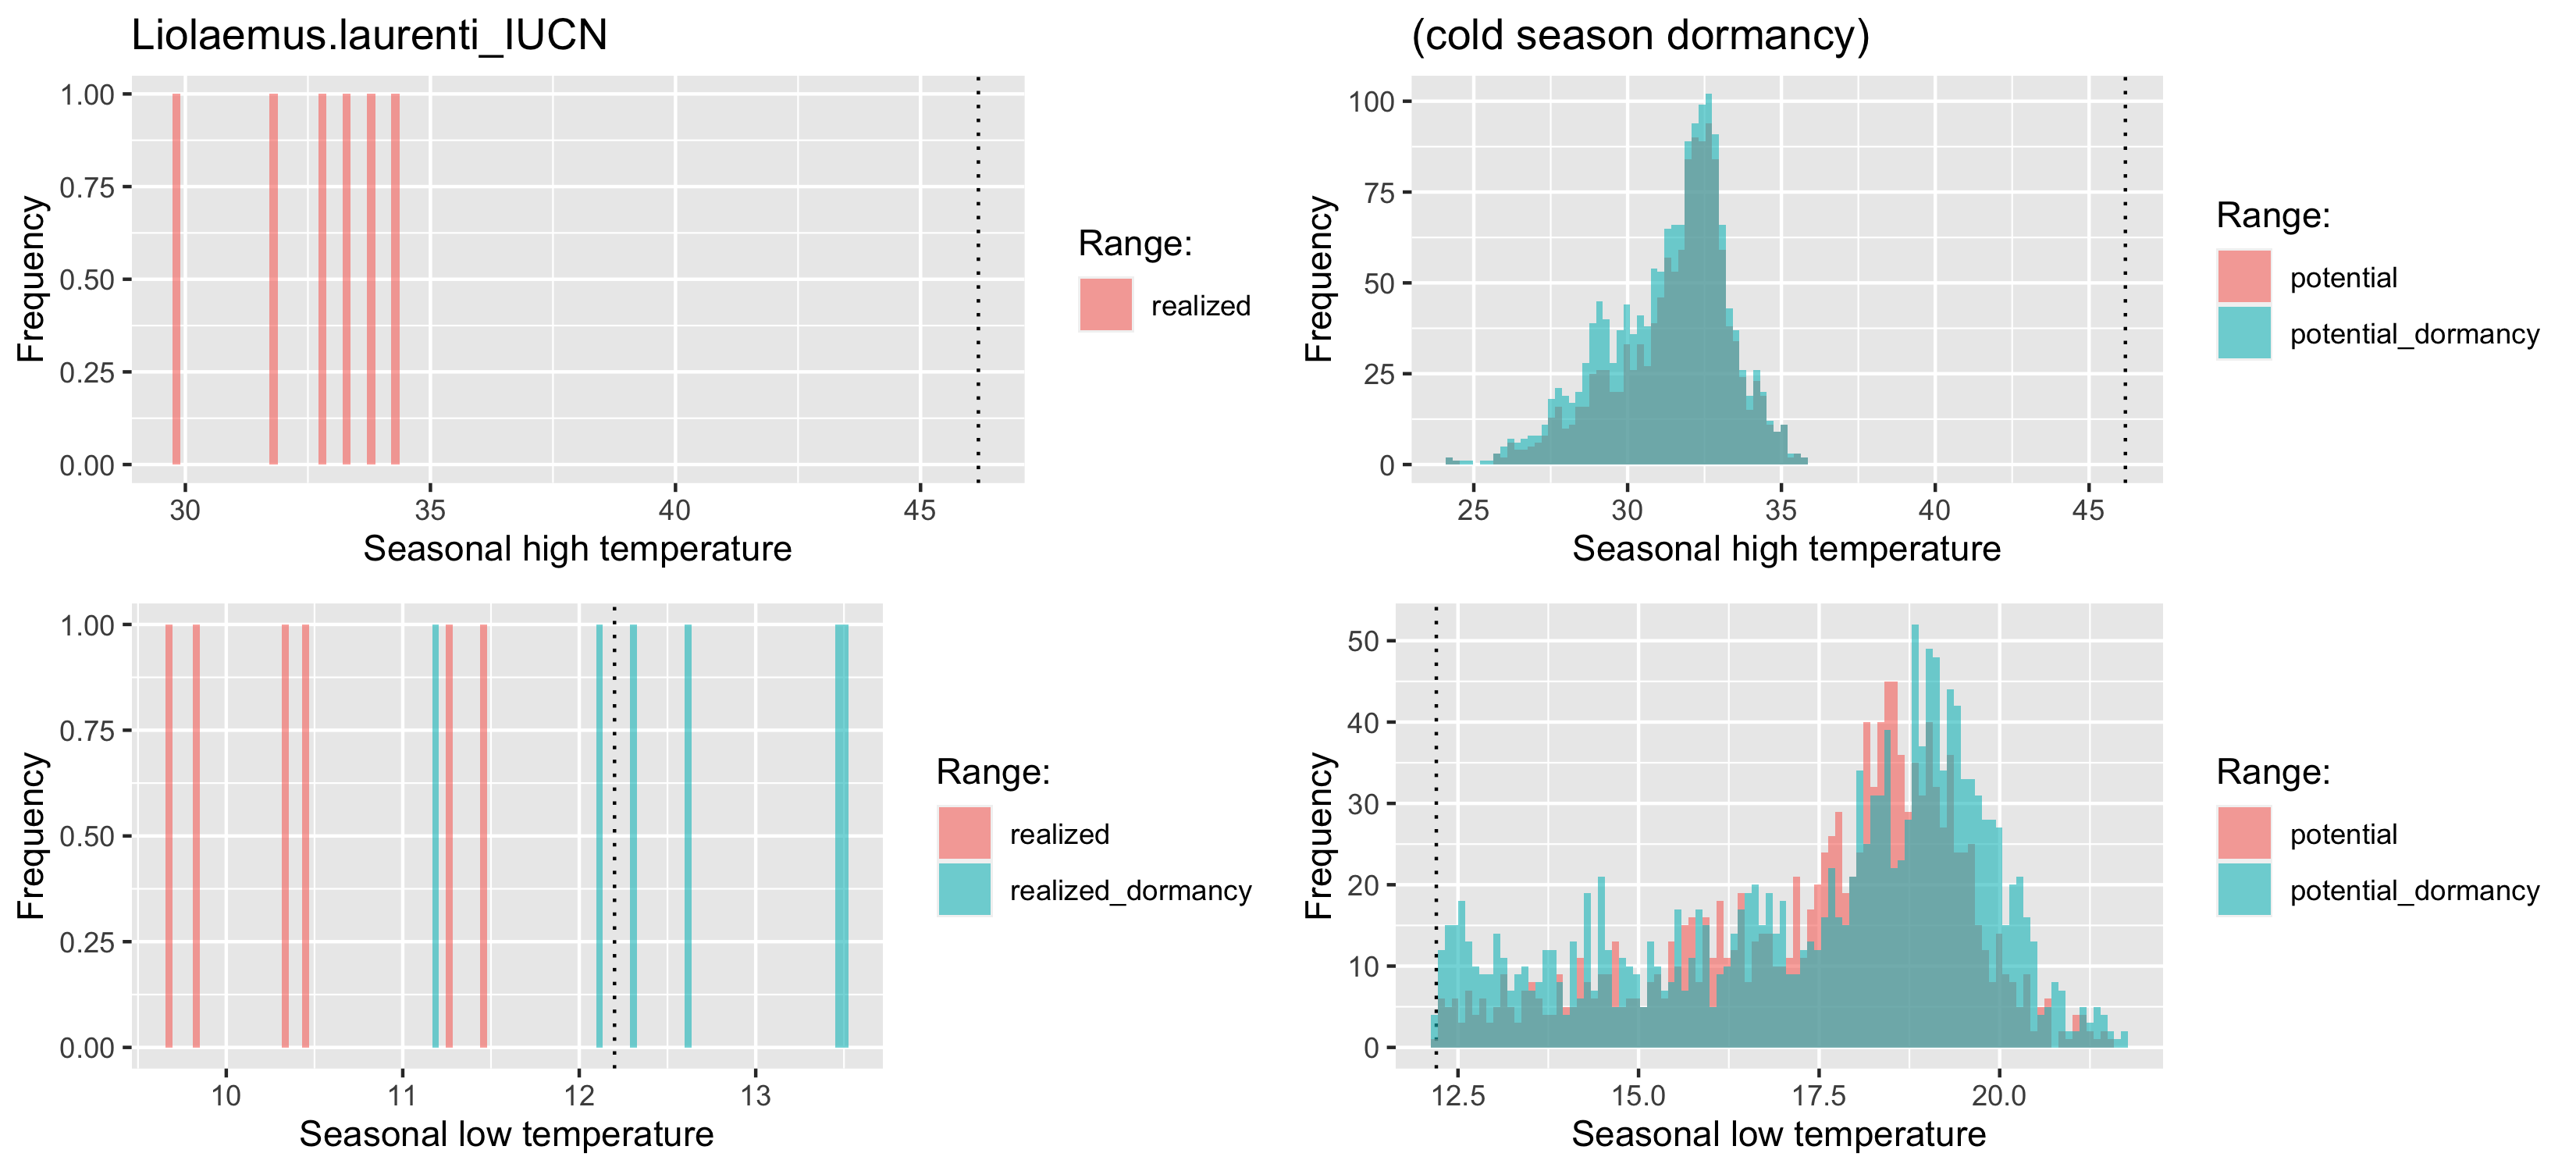 Liolaemus.laurenti_IUCN
1.00
0.75
0.50
0.25
0.00
Frequency
30 35 40 45
Seasonal high temperature
Range:
realized
(cold season dormancy)
100
75
50
25
0
Frequency
25 30 35 40 45
Seasonal high temperature
Range:
potential
potential_dormancy
1.00
0.75
0.50
0.25
0.00
Frequency
10 11 12 13
Seasonal low temperature
Range:
realized
realized_dormancy
50
40
30
20
10
0
Frequency
12.5 15.0 17.5 20.0
Seasonal low temperature
Range:
potential
potential_dormancy